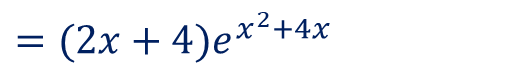 = (2x + 4)e^{x^2+4x}